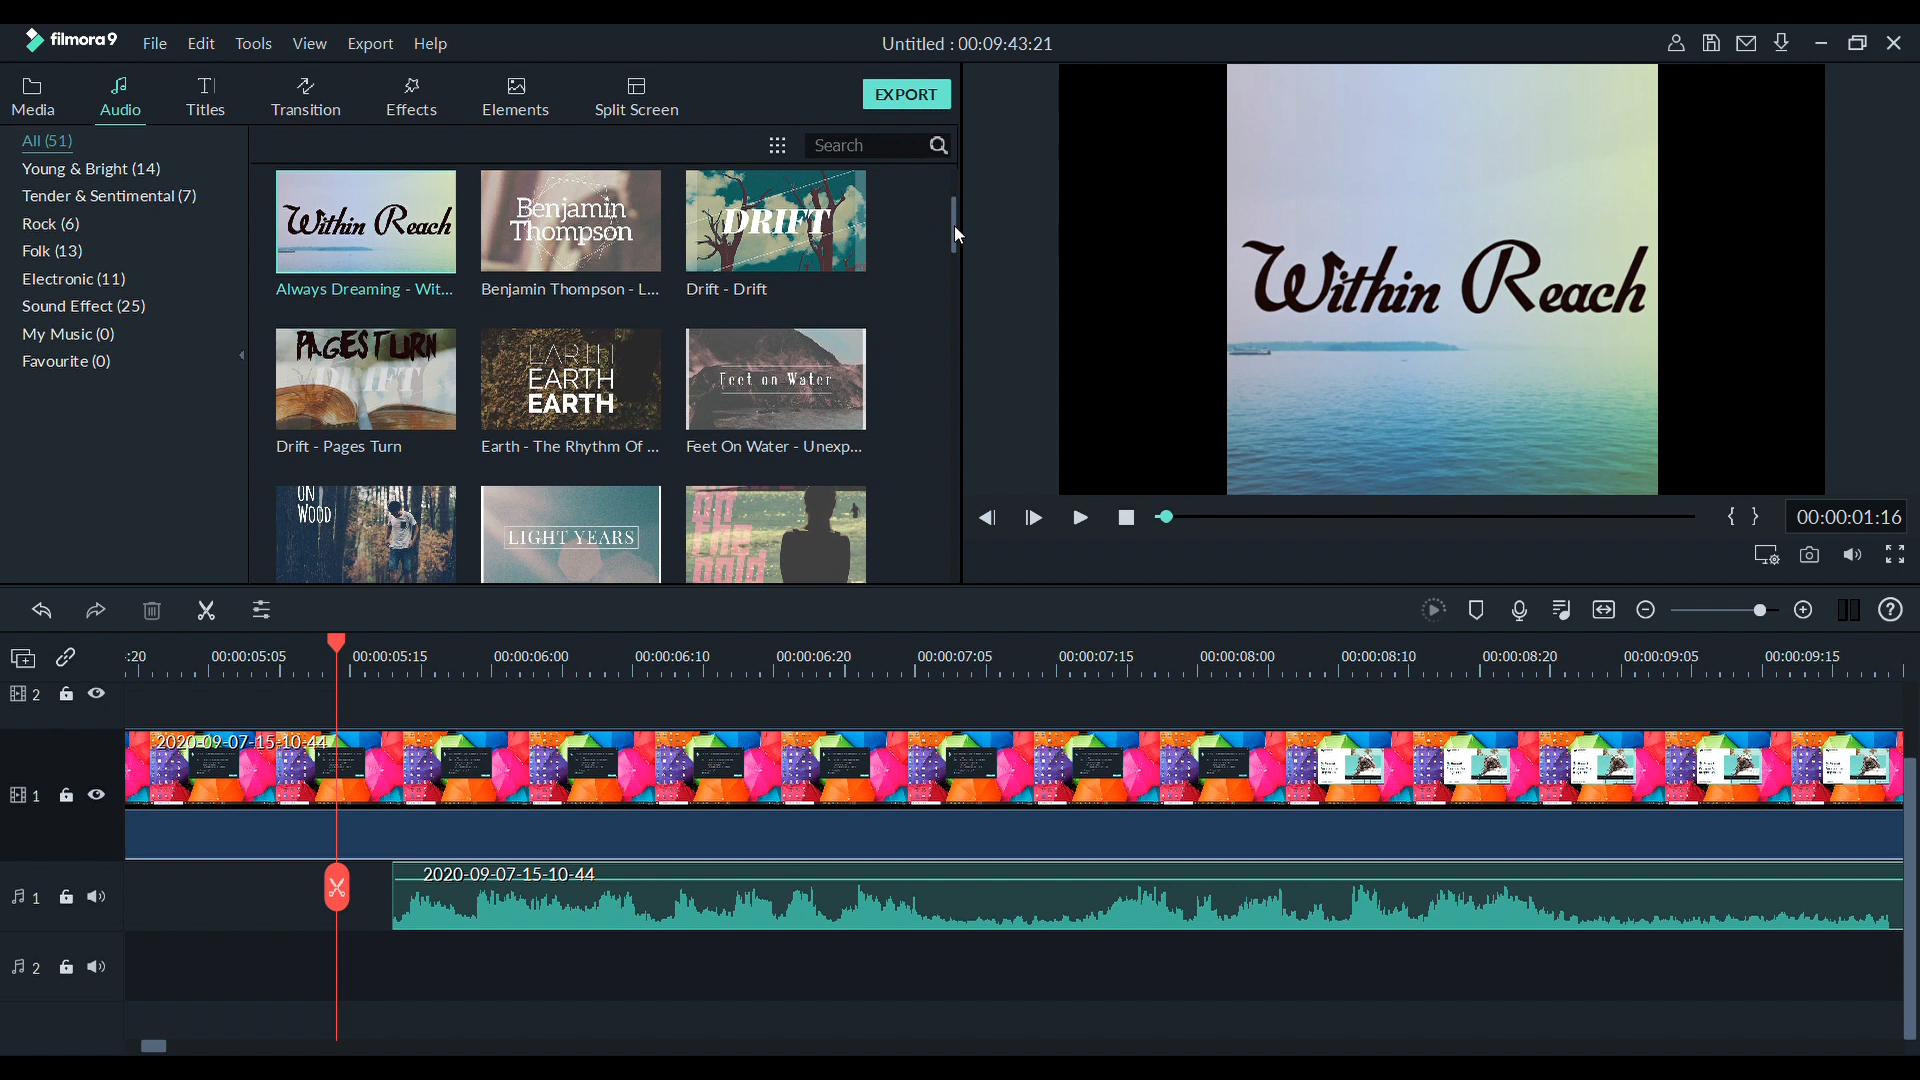 filmora9
File Edit Tools View Export Help
Untitled : 00:09:43:21
Media Audio Titles Transition Effects Elements Split Screen
EXPORT
All (51)
Young & Bright (14)
Tender & Sentimental (7)
Rock (6)
Folk (13)
Electronic (11)
Sound Effect (25)
My Music (0)
Favourite (0)
Search
Within Reach
Benjamin
Thompson
DRIFT
Always Dreaming - Wit...
Benjamin Thompson - L...
Drift - Drift
PAGES TURN
DRIFT
EARTH
EARTH
EARTH
Feet on Water
Drift - Pages Turn
Earth - The Rhythm Of ...
Feet On Water - Unexp...
ON
WOOD
LIGHT YEARS
Within Reach
00:00:01:16
:20 00:00:05:05 00:00:05:15 00:00:06:00 00:00:06:10 00:00:06:20 00:00:07:05 00:00:07:15 00:00:08:00 00:00:08:10 00:00:08:20 00:00:09:05 00:00:09:15
2
2020-09-07-15-10-44
1
2020-09-07-15-10-44
1
2